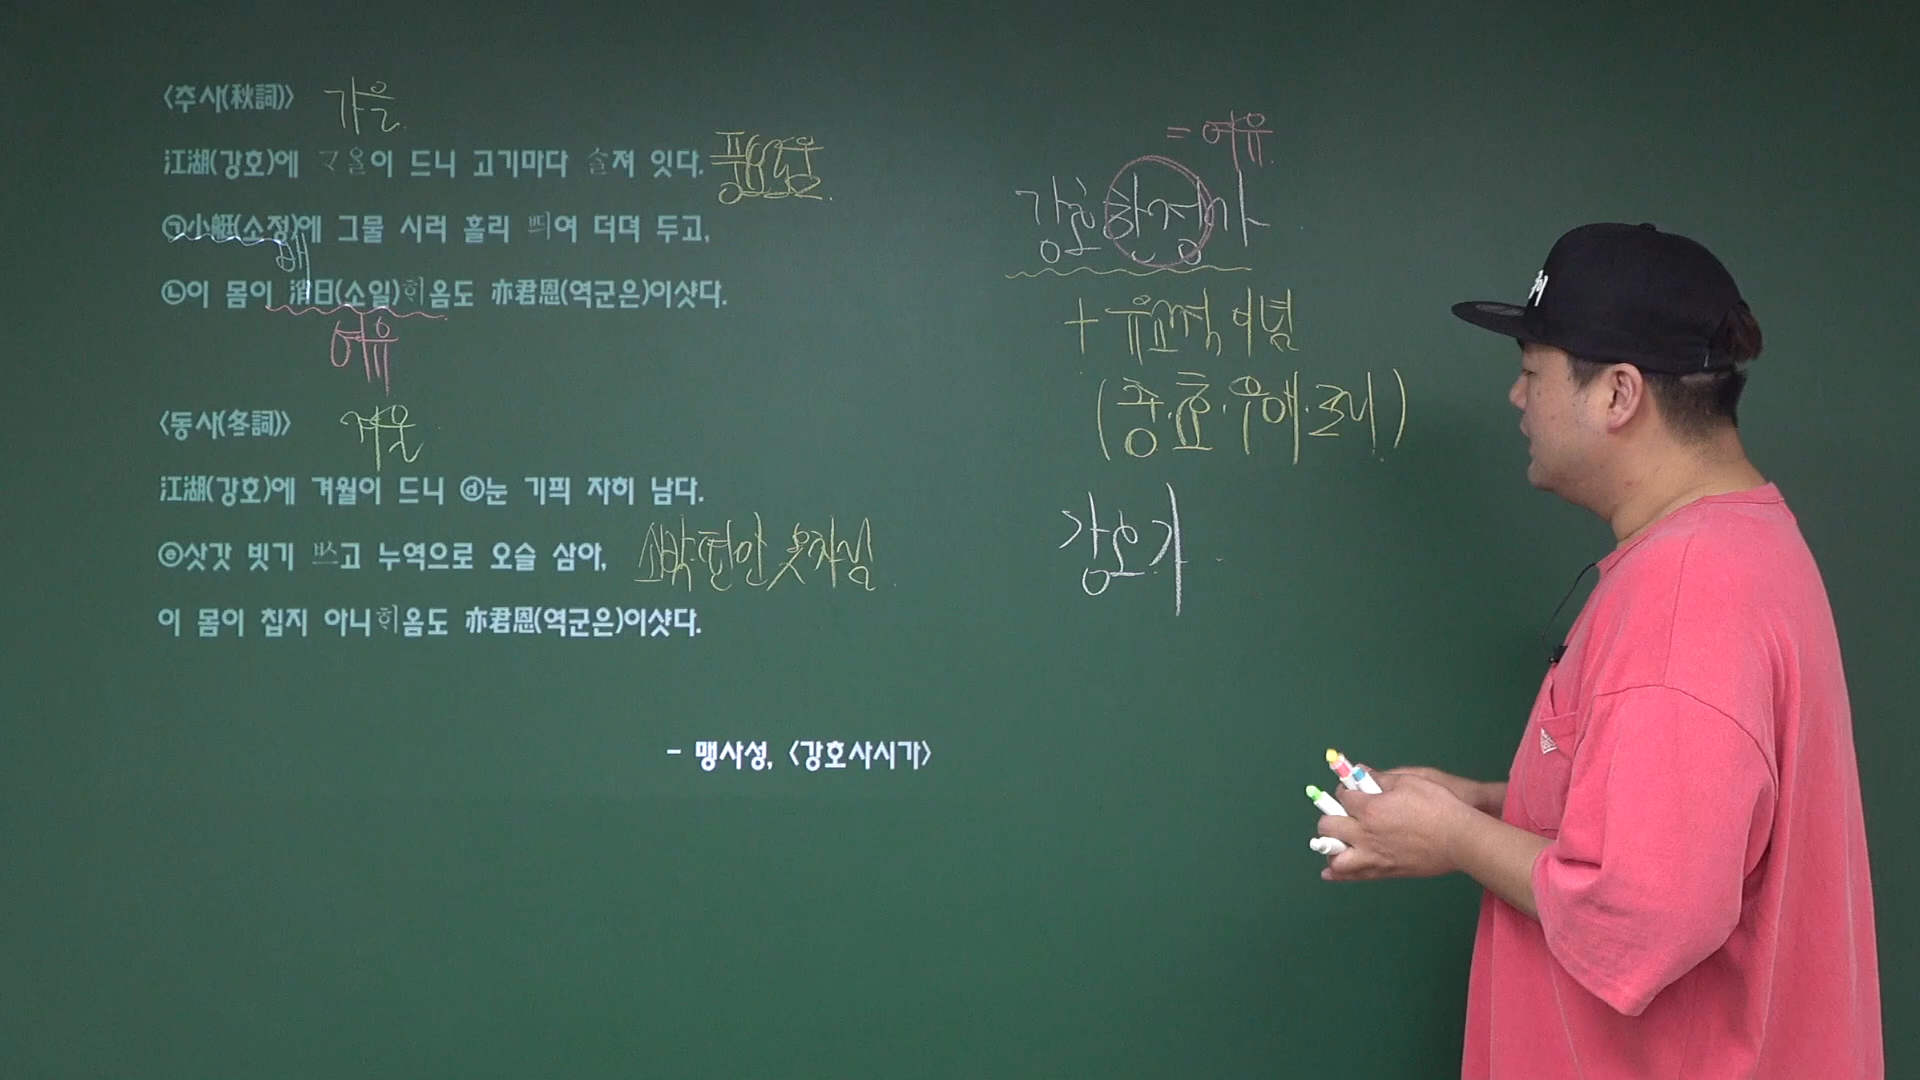 〈추사(秋詞)〉 가을
江湖(강호)에 ᄀᆞ올이 드니 고기마다 ᄉᆞᆯ져 잇다. 풍요로움
㉠小艇(소정)에 그물 시러 흘리 ᄠᅴ여 더뎌 두고,
배
㉡이 몸이 消日(소일)ᄒᆡ옴도 亦君恩(역군은)이샷다.
여유
〈동사(冬詞)〉 겨울
江湖(강호)에 겨월이 드니 ⓓ눈 기픠 자히 남다.
ⓔ삿갓 빗기 ᄡᅳ고 누역으로 오슬 삼아, 소박·편안 옷차림
이 몸이 칩지 아니ᄒᆡ옴도 亦君恩(역군은)이샷다.
- 맹사성, 〈강호사시가〉
= 여유
강호한정가
+ 유교적 이념
(충·효·우애·도리)
강호가